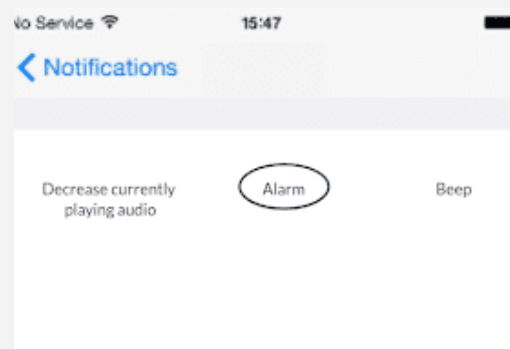 No Service 15:47
Notifications
Decrease currently
playing audio
Alarm
Beep